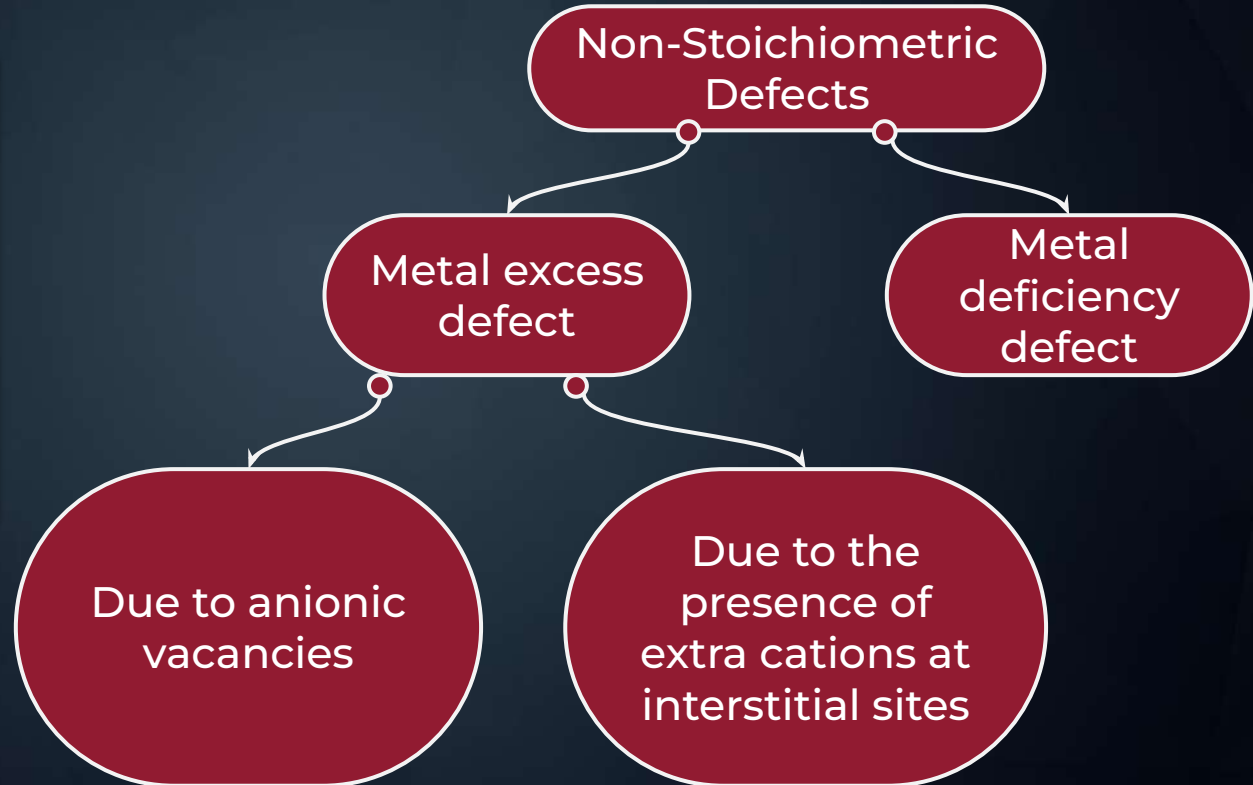 Non-Stoichiometric
Defects
Metal excess
defect
Metal
deficiency
defect
Due to anionic
vacancies
Due to the
presence of
extra cations at
interstitial sites